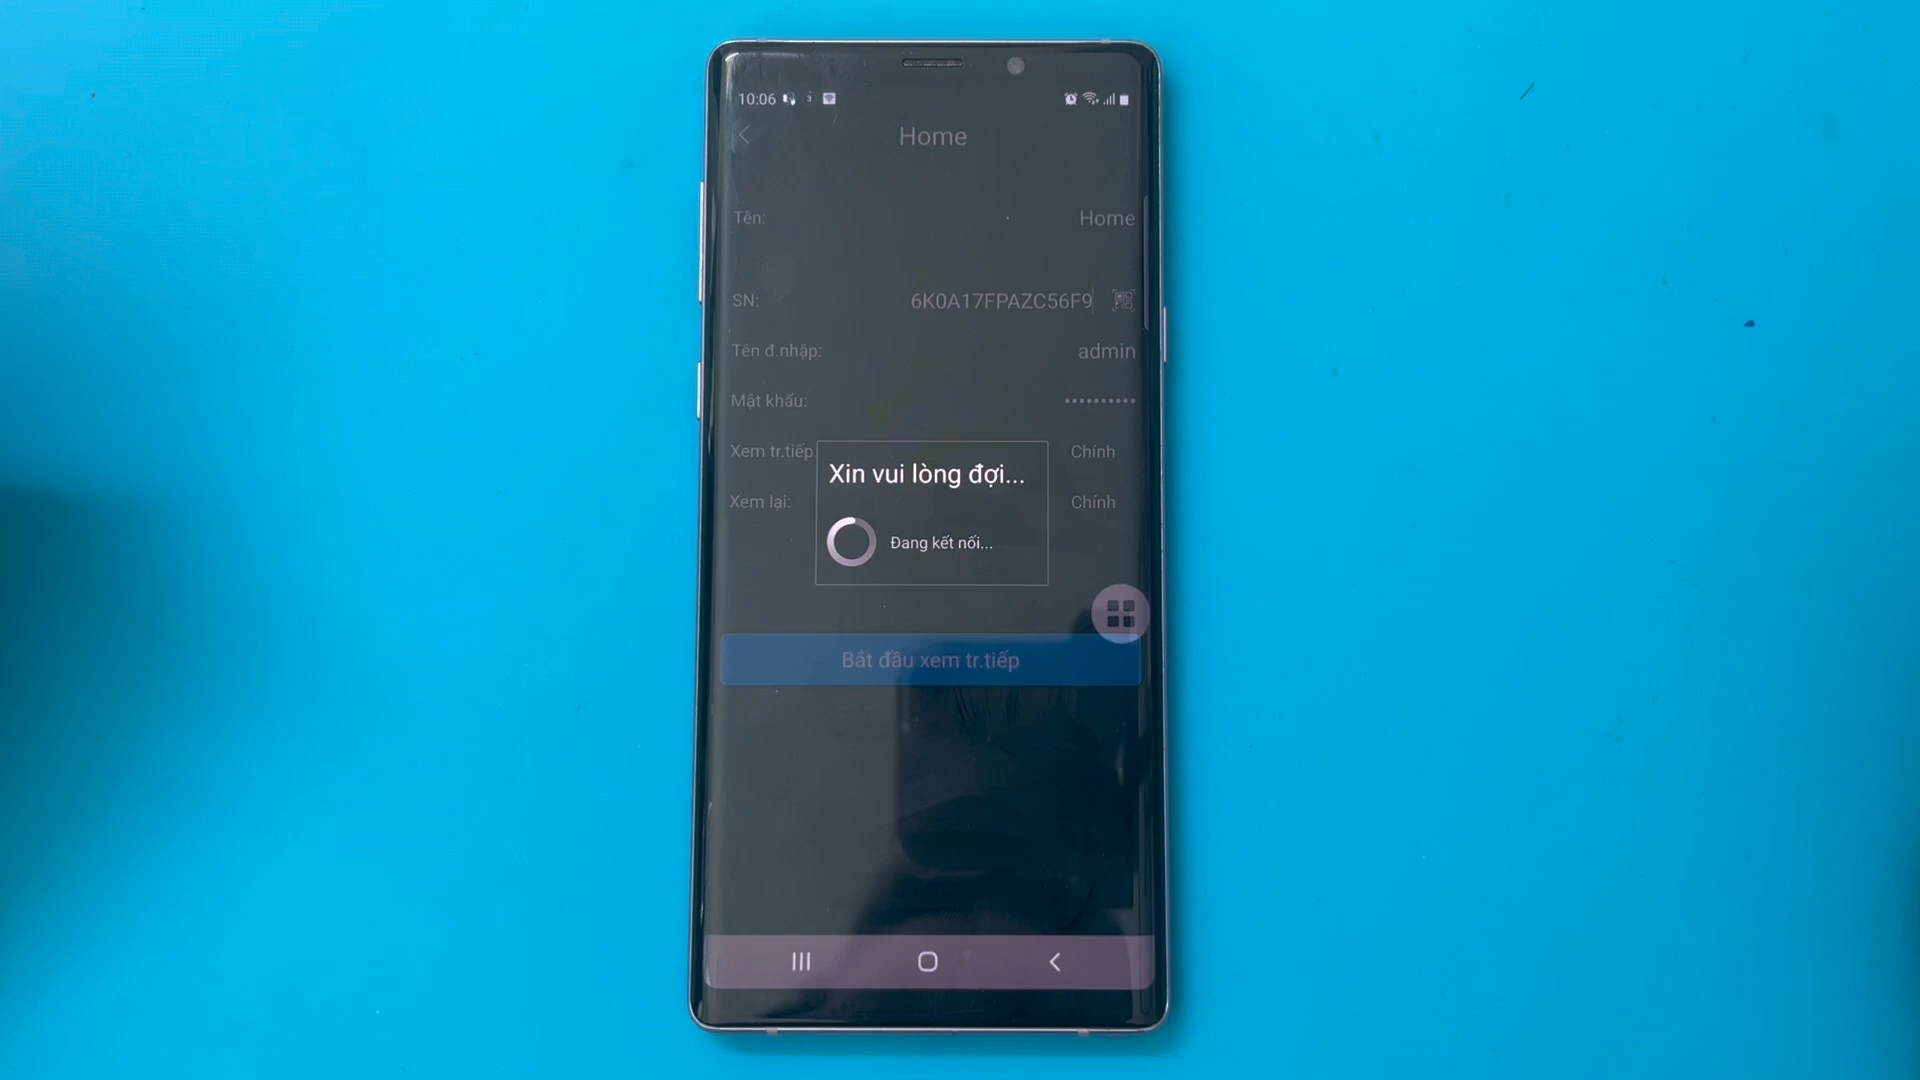 10:06
Home
Tên: Home
SN: 6K0A17FPAZC56F9
Tên đ.nhập: admin
Mật khẩu: ••••••••••
Xem tr.tiếp: Chính
Xin vui lòng đợi...
Xem lại: Chính
Đang kết nối...
Bắt đầu xem tr.tiếp